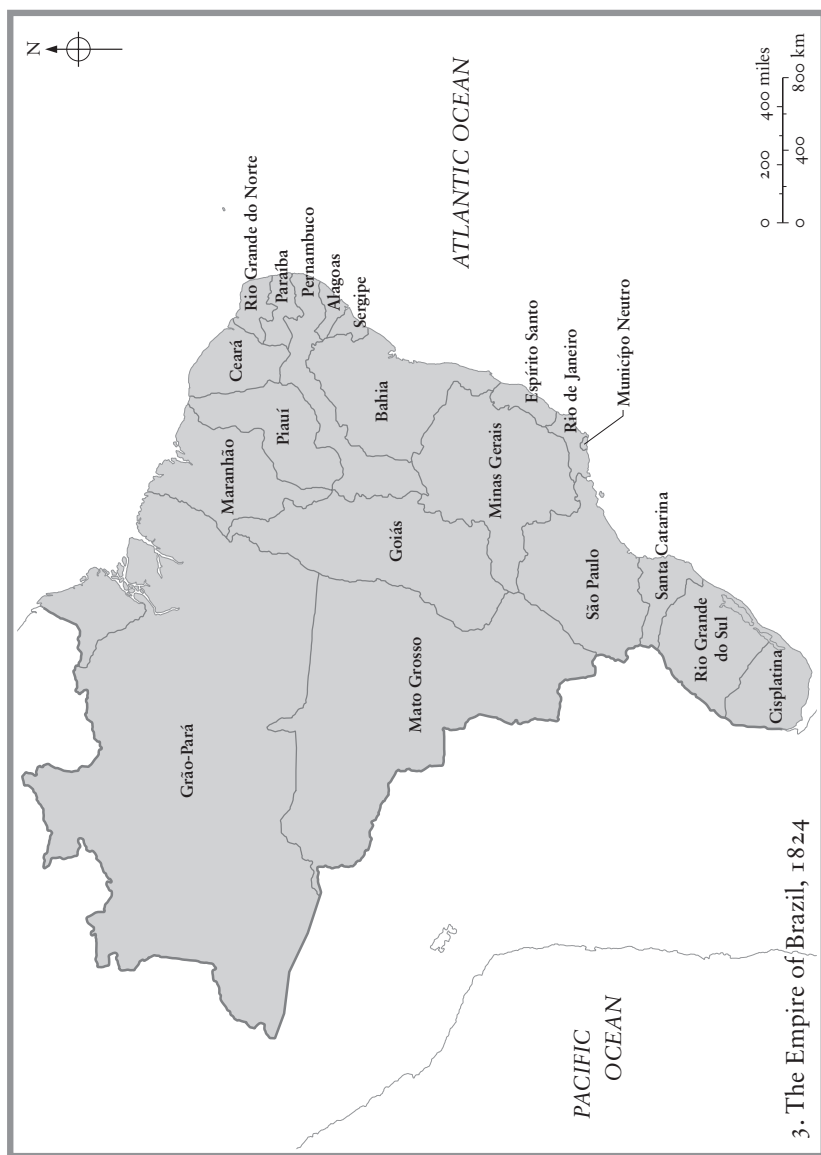 N
Rio Grande do Norte
Ceará
Paraíba
Pernambuco
Alagoas
Sergipe
Maranhão
Piauí
Bahia
Grão-Pará
Goiás
Mato Grosso
Minas Gerais
Espírito Santo
Rio de Janeiro
Municípo Neutro
São Paulo
Santa Catarina
Rio Grande
do Sul
Cisplatina
ATLANTIC OCEAN
PACIFIC
OCEAN
0 200 400 miles
0 400 800 km
3. The Empire of Brazil, 1824